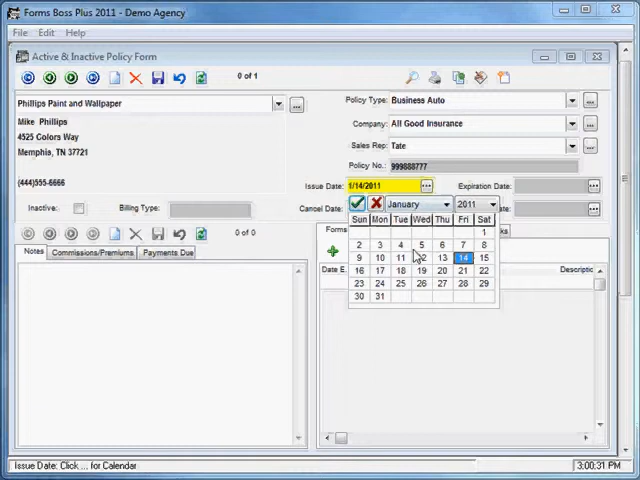 Forms Boss Plus 2011 - Demo Agency
File Edit Help
Active & Inactive Policy Form
0 of 1
Phillips Paint and Wallpaper
Policy Type: Business Auto
Mike Phillips
4525 Colors Way
Memphis, TN 37721
Company: All Good Insurance
Sales Rep: Tate
Policy No.: 999888777
(444)555-6666
Issue Date: 1/14/2011 Expiration Date:
Inactive: Billing Type: Cancel Date: ate:
January 2011
Sun Mon Tue Wed Thu Fri Sat
1
2 3 4 5 6 7 8
9 10 11 12 13 14 15
16 17 18 19 20 21 22
23 24 25 26 27 28 29
30 31
0 of 0
Forms
Notes Commissions/Premiums Payments Due
Date E. Descriptic
Issue Date: Click ... for Calendar 3:00:31 PM